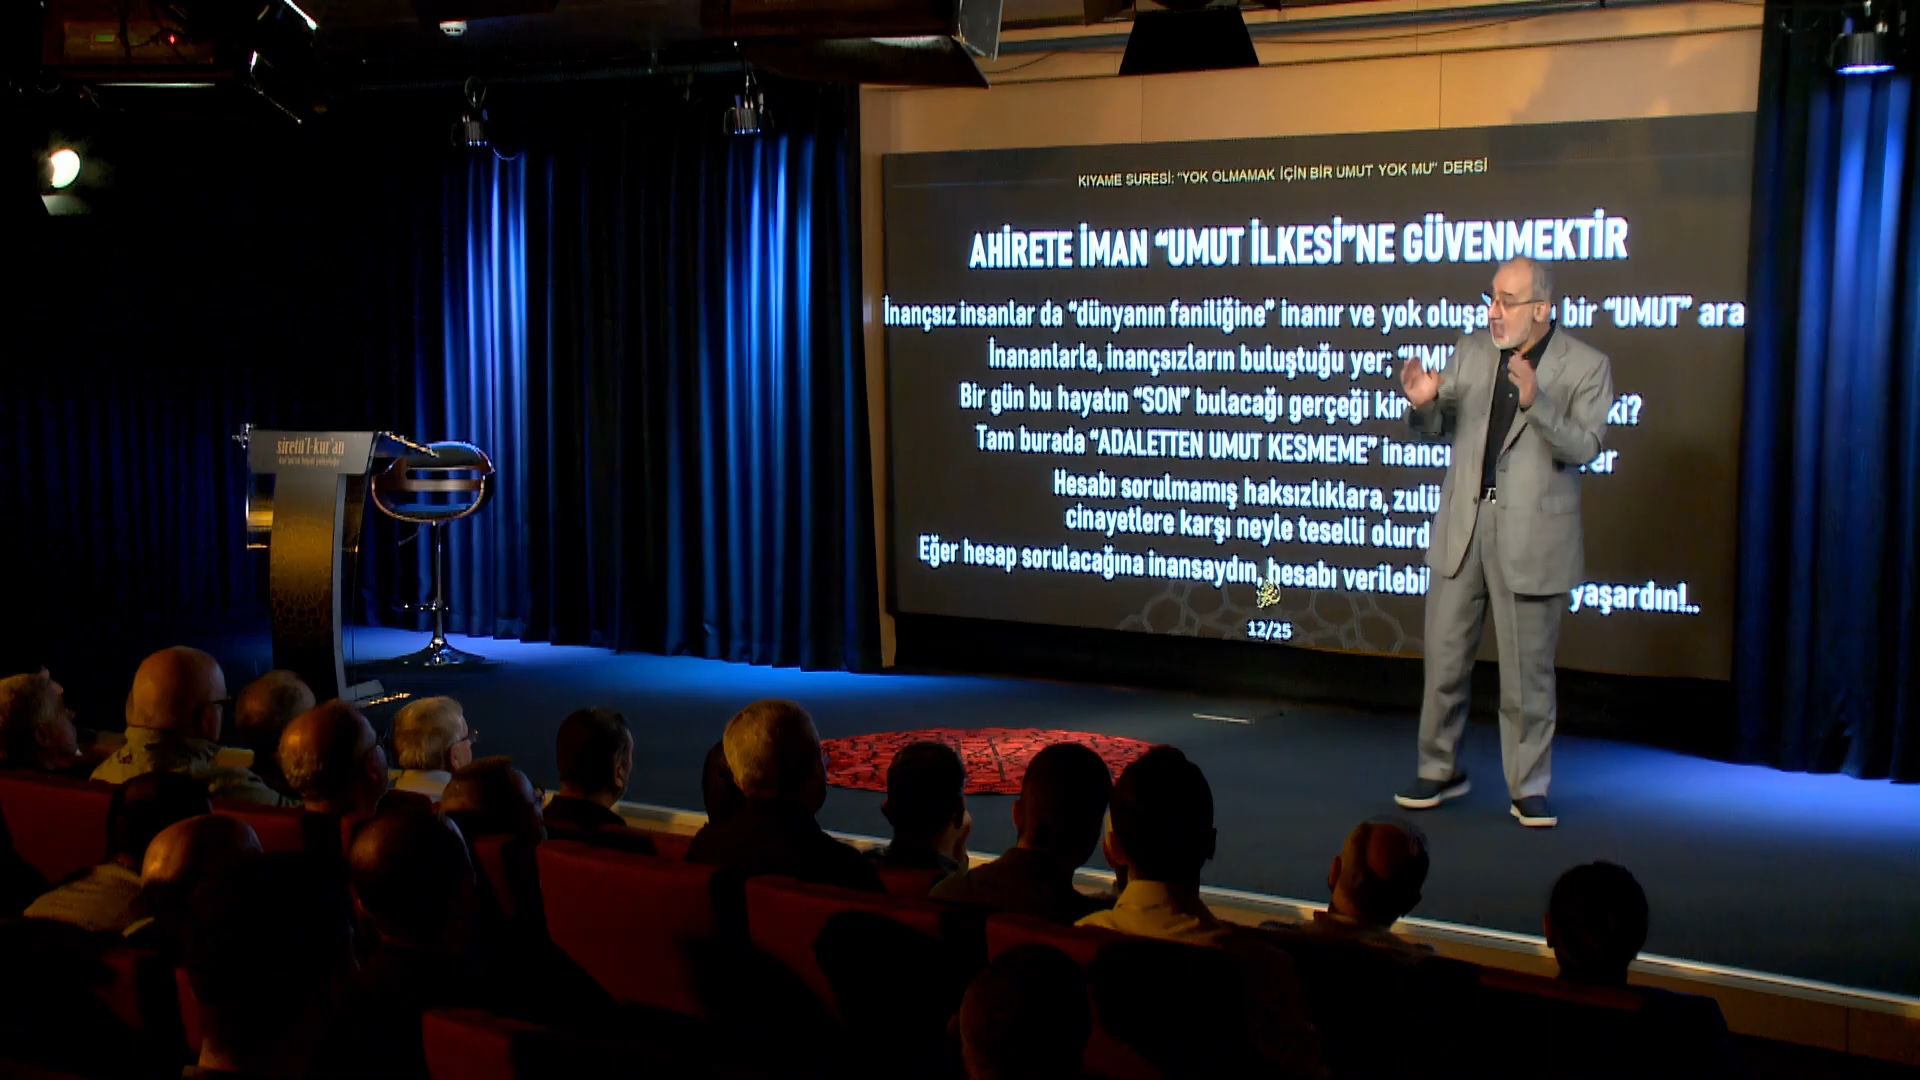 KIYAME SURESİ: "YOK OLMAMAK İÇİN BİR UMUT YOK MU" DERSİ
AHİRETE İMAN “UMUT İLKESİ”NE GÜVENMEKTİR
İnançsız insanlar da “dünyanın faniliğine” inanır ve yok oluşa bir “UMUT” ara
İnananlarla, inançsızların buluştuğu yer;
Bir gün bu hayatın “SON” bulacağı gerçeği ki?
Tam burada “ADALETTEN UMUT KESMEME”
Hesabı sorulmamış haksızlıklara,
cinayetlere karşı neyle teselli
Eğer hesap sorulacağına inansaydın, hesabı yaşardın!..
12/25
siretü'l-kur'an